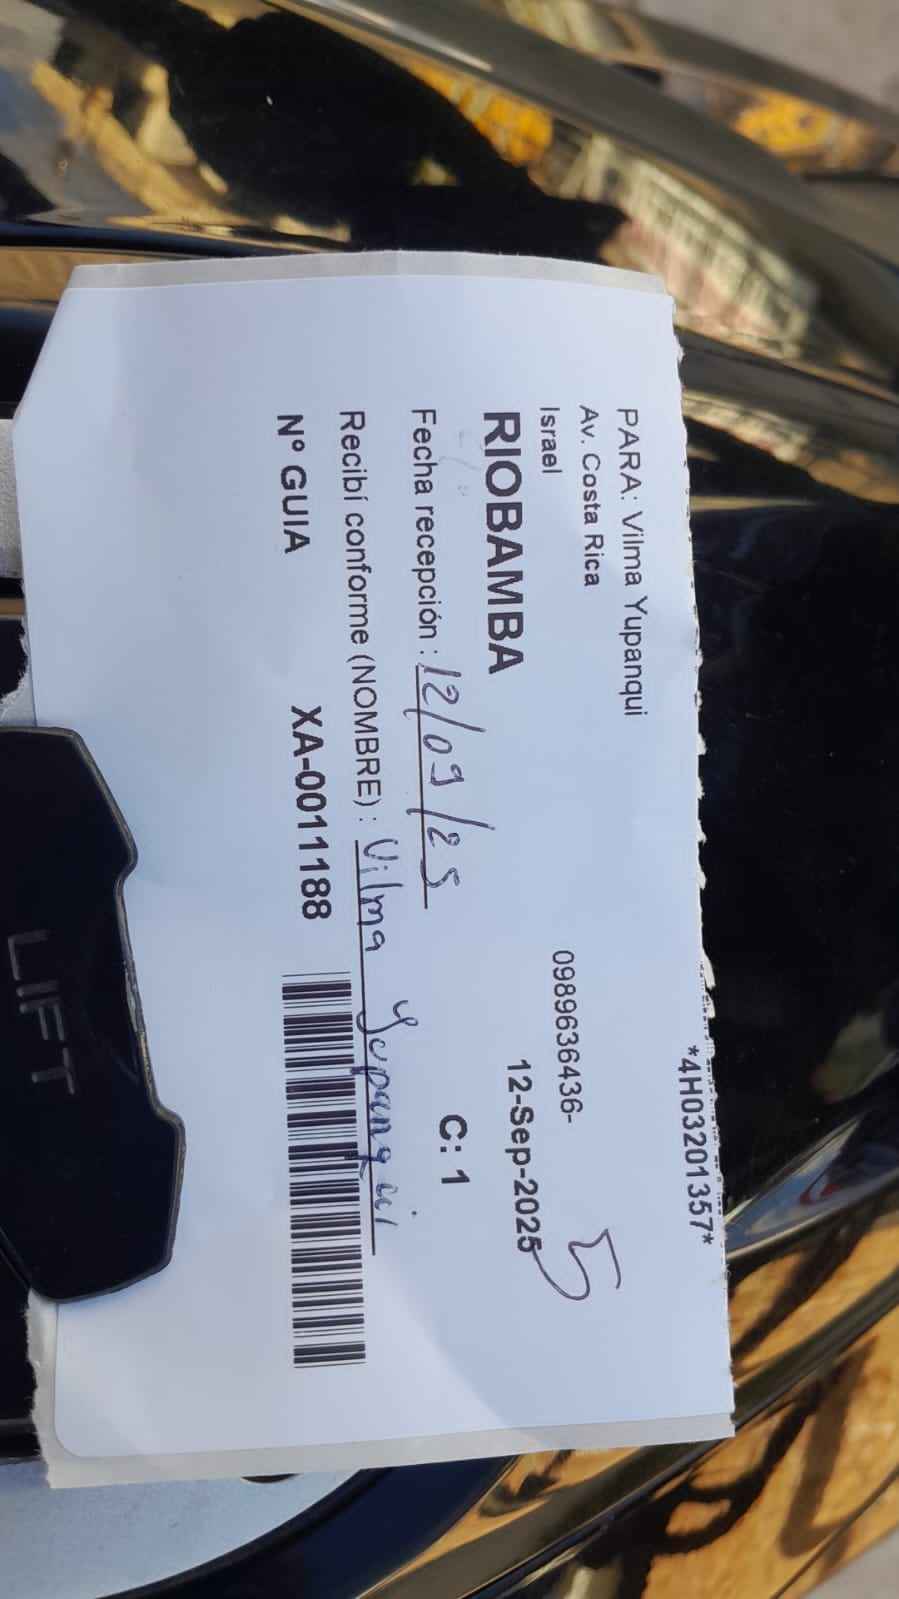 *4H03201357*
PARA: Vilma Yupanqui
Av. Costa Rica
Israel 0989636436-
5
RIOBAMBA 12-Sep-2025
C: 1
Fecha recepción : 12/09/25
Recibí conforme (NOMBRE) : Vilma Yupanqui
Nº GUIA XA-0011188
LIFT